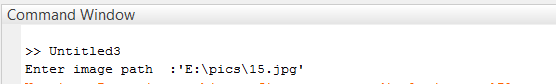 Command Window
>> Untitled3
Enter image path  :'E:\pics\15.jpg'